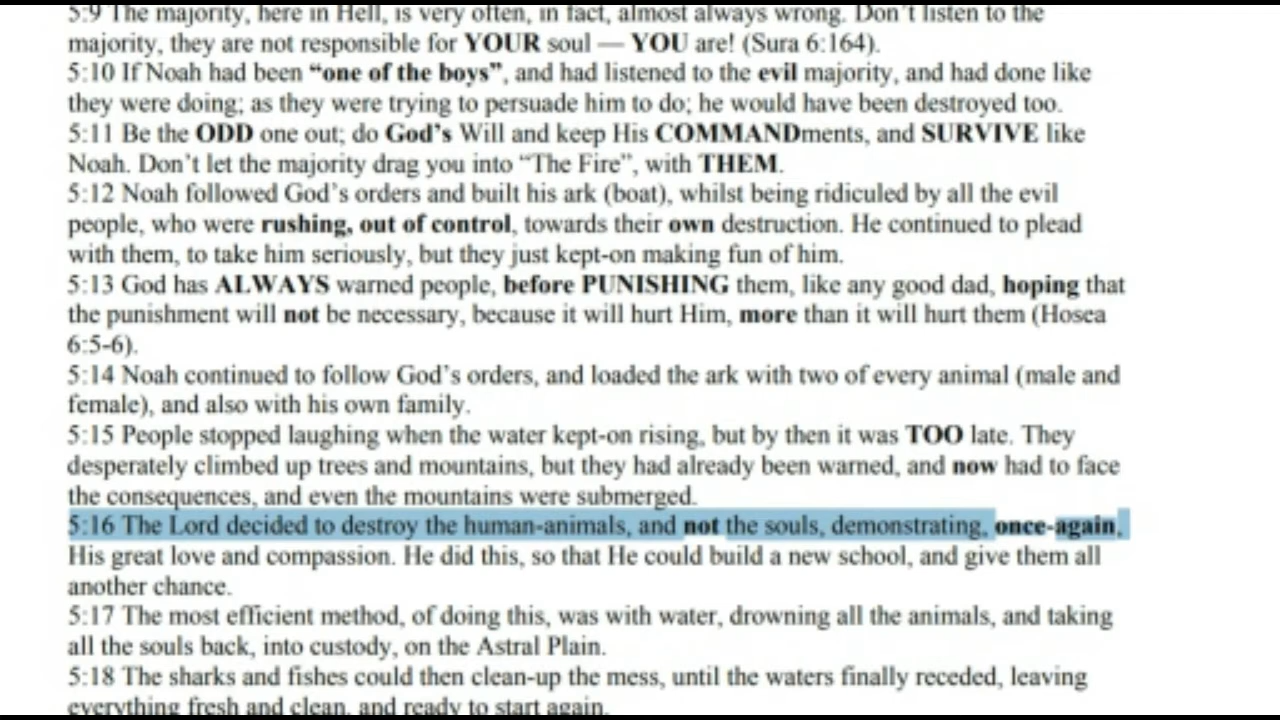 5:9 The majority, here in Hell, is very often, in fact, almost always wrong. Don't listen to the
majority, they are not responsible for YOUR soul — YOU are! (Sura 6:164).
5:10 If Noah had been “one of the boys”, and had listened to the evil majority, and had done like
they were doing; as they were trying to persuade him to do; he would have been destroyed too.
5:11 Be the ODD one out; do God's Will and keep His COMMANDments, and SURVIVE like
Noah. Don't let the majority drag you into “The Fire”, with THEM.
5:12 Noah followed God's orders and built his ark (boat), whilst being ridiculed by all the evil
people, who were rushing, out of control, towards their own destruction. He continued to plead
with them, to take him seriously, but they just kept-on making fun of him.
5:13 God has ALWAYS warned people, before PUNISHING them, like any good dad, hoping that
the punishment will not be necessary, because it will hurt Him, more than it will hurt them (Hosea
6:5-6).
5:14 Noah continued to follow God's orders, and loaded the ark with two of every animal (male and
female), and also with his own family.
5:15 People stopped laughing when the water kept-on rising, but by then it was TOO late. They
desperately climbed up trees and mountains, but they had already been warned, and now had to face
the consequences, and even the mountains were submerged.
5:16 The Lord decided to destroy the human-animals, and not the souls, demonstrating, once-again,
His great love and compassion. He did this, so that He could build a new school, and give them all
another chance.
5:17 The most efficient method, of doing this, was with water, drowning all the animals, and taking
all the souls back, into custody, on the Astral Plain.
5:18 The sharks and fishes could then clean-up the mess, until the waters finally receded, leaving
everything fresh and clean, and ready to start again.